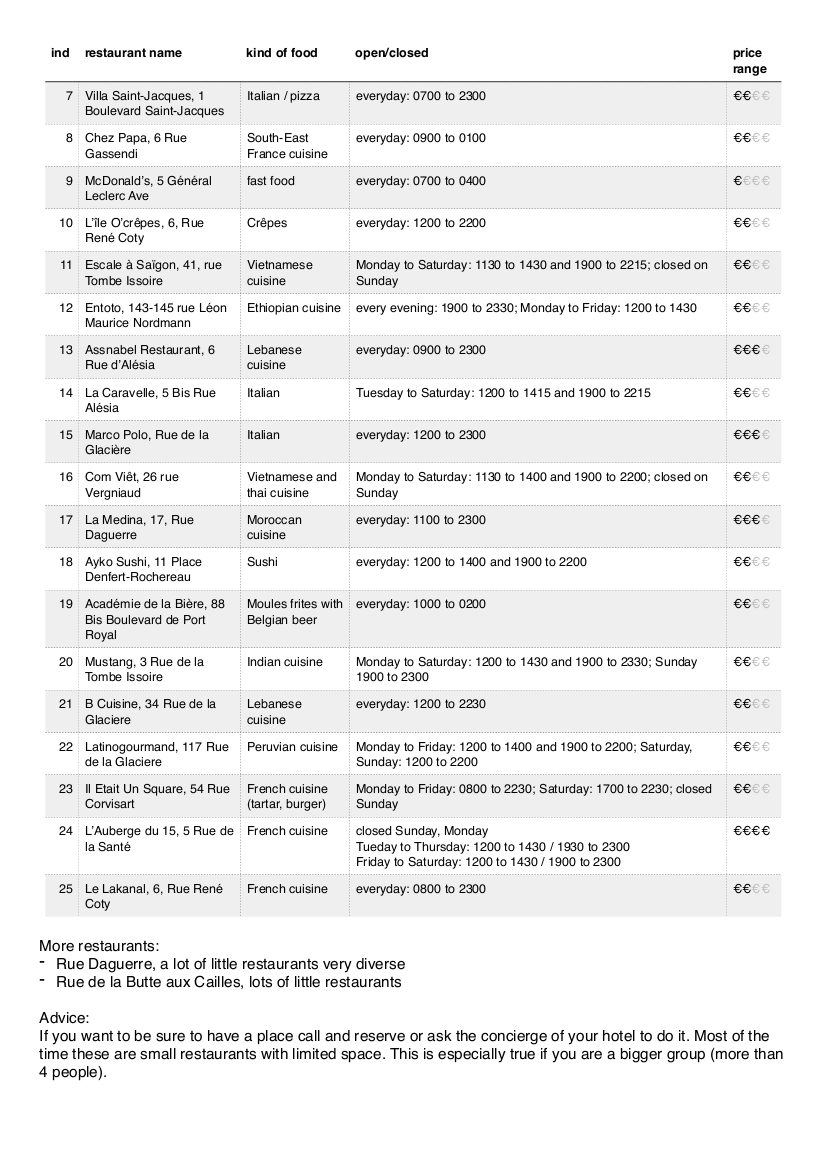 ind restaurant name kind of food open/closed price
range
7 Villa Saint-Jacques, 1 Italian / pizza everyday: 0700 to 2300 €€€€
Boulevard Saint-Jacques
8 Chez Papa, 6 Rue South-East everyday: 0900 to 0100 €€€€
Gassendi France cuisine
9 McDonald's, 5 Général fast food everyday: 0700 to 0400 €€€€
Leclerc Ave
10 L'île O'crêpes, 6, Rue Crêpes everyday: 1200 to 2200 €€€€
René Coty
11 Escale à Saïgon, 41, rue Vietnamese Monday to Saturday: 1130 to 1430 and 1900 to 2215; closed on €€€€
Tombe Issoire cuisine Sunday
12 Entoto, 143-145 rue Léon Ethiopian cuisine every evening: 1900 to 2330; Monday to Friday: 1200 to 1430 €€€€
Maurice Nordmann
13 Assnabel Restaurant, 6 Lebanese everyday: 0900 to 2300 €€€€
Rue d'Alésia cuisine
14 La Caravelle, 5 Bis Rue Italian Tuesday to Saturday: 1200 to 1415 and 1900 to 2215 €€€€
Alésia
15 Marco Polo, Rue de la Italian everyday: 1200 to 2300 €€€€
Glacière
16 Com Viêt, 26 rue Vietnamese and Monday to Saturday: 1130 to 1400 and 1900 to 2200; closed on €€€€
Vergniaud thai cuisine Sunday
17 La Medina, 17, Rue Moroccan everyday: 1100 to 2300 €€€€
Daguerre cuisine
18 Ayko Sushi, 11 Place Sushi everyday: 1200 to 1400 and 1900 to 2200 €€€€
Denfert-Rochereau
19 Académie de la Bière, 88 Moules frites with everyday: 1000 to 0200 €€€€
Bis Boulevard de Port Belgian beer
Royal
20 Mustang, 3 Rue de la Indian cuisine Monday to Saturday: 1200 to 1430 and 1900 to 2330; Sunday €€€€
Tombe Issoire 1900 to 2300
21 B Cuisine, 34 Rue de la Lebanese everyday: 1200 to 2230 €€€€
Glaciere cuisine
22 Latinogourmand, 117 Rue Peruvian cuisine Monday to Friday: 1200 to 1400 and 1900 to 2200; Saturday, €€€€
de la Glaciere Sunday: 1200 to 2200
23 Il Etait Un Square, 54 Rue French cuisine Monday to Friday: 0800 to 2230; Saturday: 1700 to 2230; closed €€€€
Corvisart (tartar, burger) Sunday
24 L'Auberge du 15, 5 Rue de French cuisine closed Sunday, Monday €€€€
la Santé Tueday to Thursday: 1200 to 1430 / 1930 to 2300
Friday to Saturday: 1200 to 1430 / 1900 to 2300
25 Le Lakanal, 6, Rue René French cuisine everyday: 0800 to 2300 €€€€
Coty
More restaurants:
- Rue Daguerre, a lot of little restaurants very diverse
- Rue de la Butte aux Cailles, lots of little restaurants
Advice:
If you want to be sure to have a place call and reserve or ask the concierge of your hotel to do it. Most of the
time these are small restaurants with limited space. This is especially true if you are a bigger group (more than
4 people).